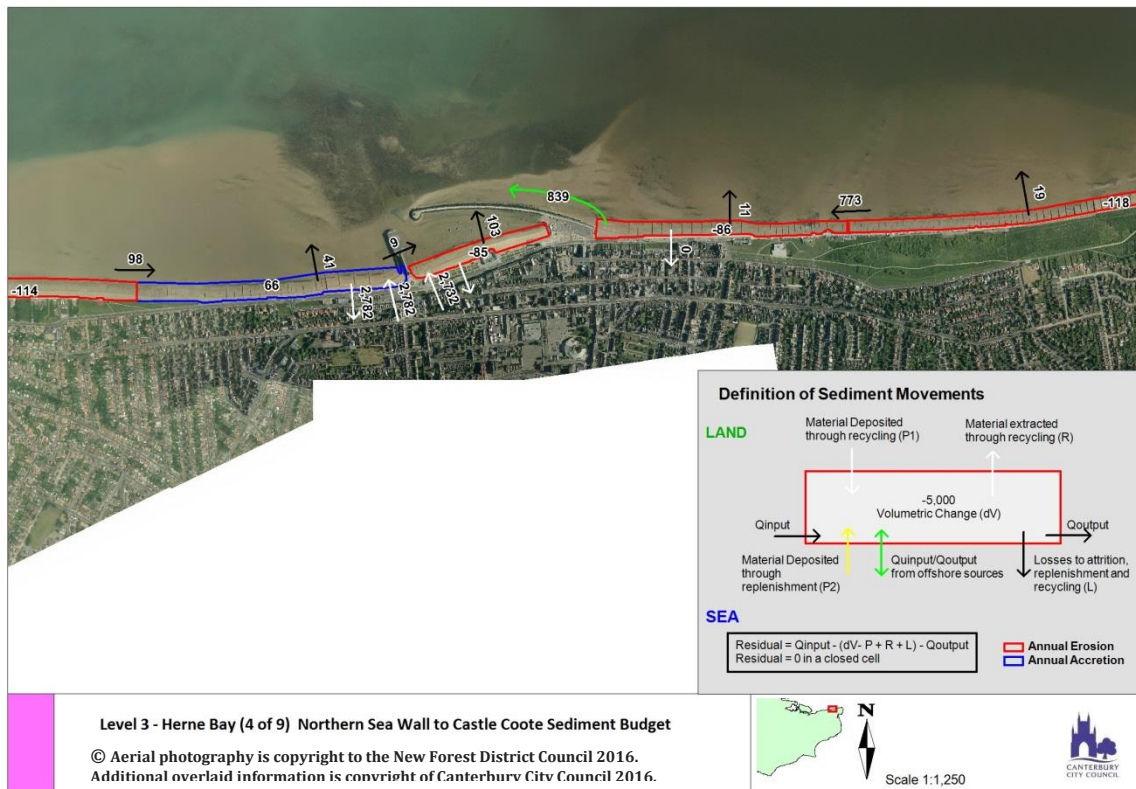 839
773
19
-118
11
-86
0
103
-85
9
98
41
66
-114
2,782
2,782
2,732
Definition of Sediment Movements
LAND
Material Deposited
through recycling (P1)
Material extracted
through recycling (R)
-5,000
Volumetric Change (dV)
Qinput
Qoutput
Material Deposited
through
replenishment (P2)
Quinput/Qoutput
from offshore sources
Losses to attrition,
replenishment and
recycling (L)
SEA
Residual = Qinput - (dV- P + R + L) - Qoutput
Residual = 0 in a closed cell
Annual Erosion
Annual Accretion
Level 3 - Herne Bay (4 of 9) Northern Sea Wall to Castle Coote Sediment Budget
© Aerial photography is copyright to the New Forest District Council 2016.
Additional overlaid information is copyright of Canterbury City Council 2016.
N
Scale 1:1,250
CANTERBURY
CITY COUNCIL